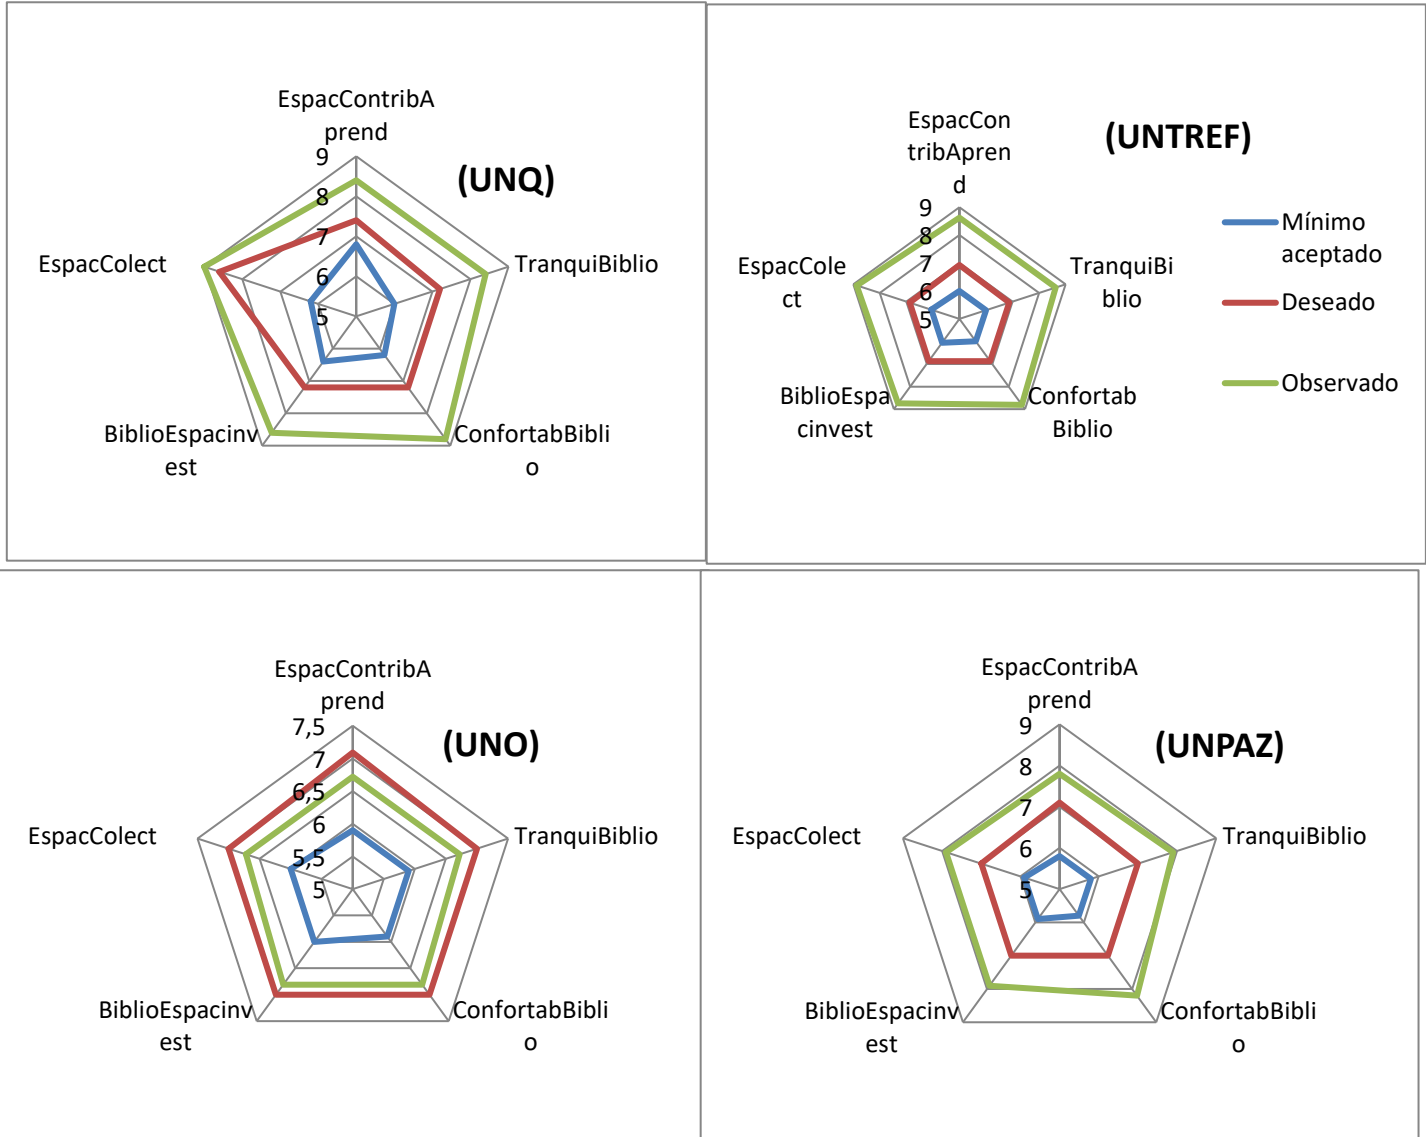 EspacContribA
prend
(UNQ)
9
8
7
6
5
EspacColect
TranquiBiblio
BiblioEspacinv
est
ConfortabBibli
o
EspacCon
tribApren
d
(UNTREF)
9
8
7
6
5
EspacCole
ct
TranquiBi
blio
BiblioEspa
cinvest
Confortab
Biblio
Mínimo
aceptado
Deseado
Observado
EspacContribA
prend
(UNO)
7,5
7
6,5
6
5,5
5
EspacColect
TranquiBiblio
BiblioEspacinv
est
ConfortabBibli
o
EspacContribA
prend
(UNPAZ)
9
8
7
6
5
EspacColect
TranquiBiblio
BiblioEspacinv
est
ConfortabBibli
o